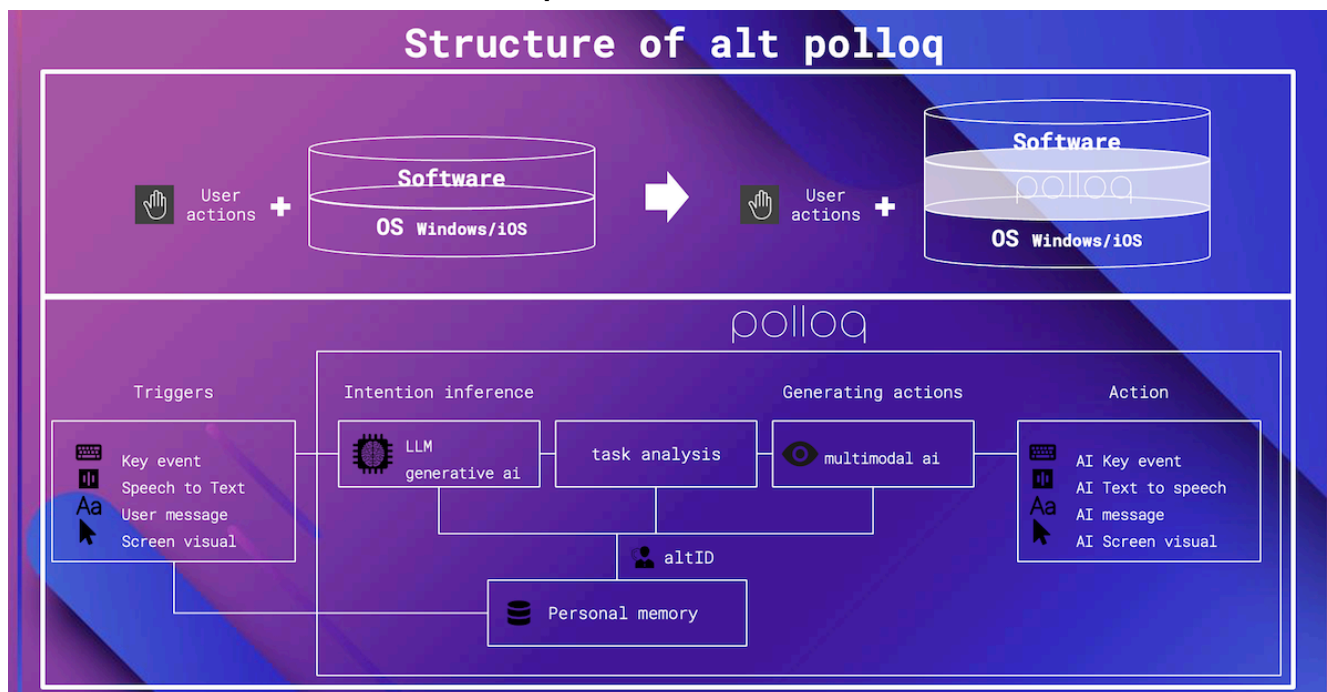 Structure of alt polloq
User
actions
Software
OS Windows/iOS
User
actions
Software
polloq
OS Windows/iOS
polloq
Triggers
Key event
Speech to Text
User message
Screen visual
Aa
Intention inference
LLM
generative ai
task analysis
Generating actions
multimodal ai
Action
AI Key event
AI Text to speech
AI message
AI Screen visual
Aa
altID
Personal memory